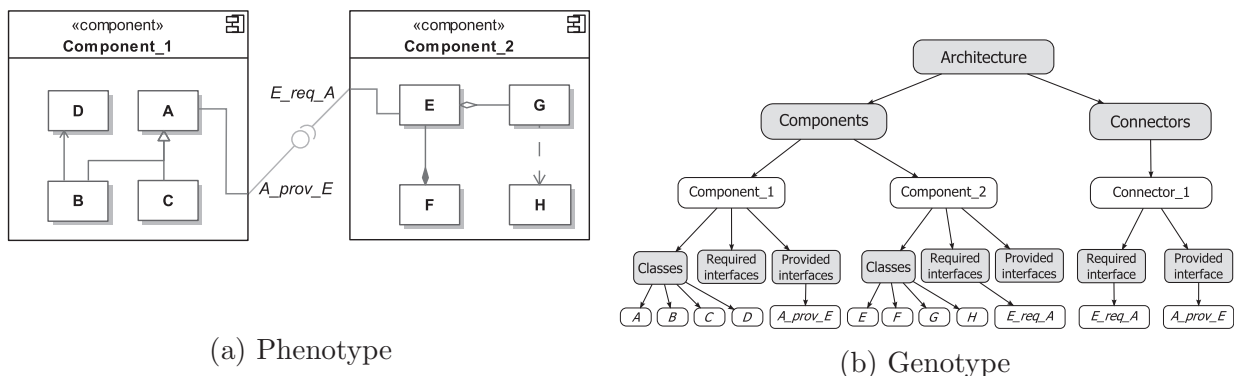 «component»
Component_1
D
A
B
C
A_prov_E
E_req_A
«component»
Component_2
E
G
F
H
(a) Phenotype
Architecture
Components
Connectors
Component_1
Component_2
Connector_1
Classes
Required
interfaces
Provided
interfaces
Classes
Required
interfaces
Provided
interfaces
Required
interface
Provided
interface
A
B
C
D
A_prov_E
E
F
G
H
E_req_A
E_req_A
A_prov_E
(b) Genotype